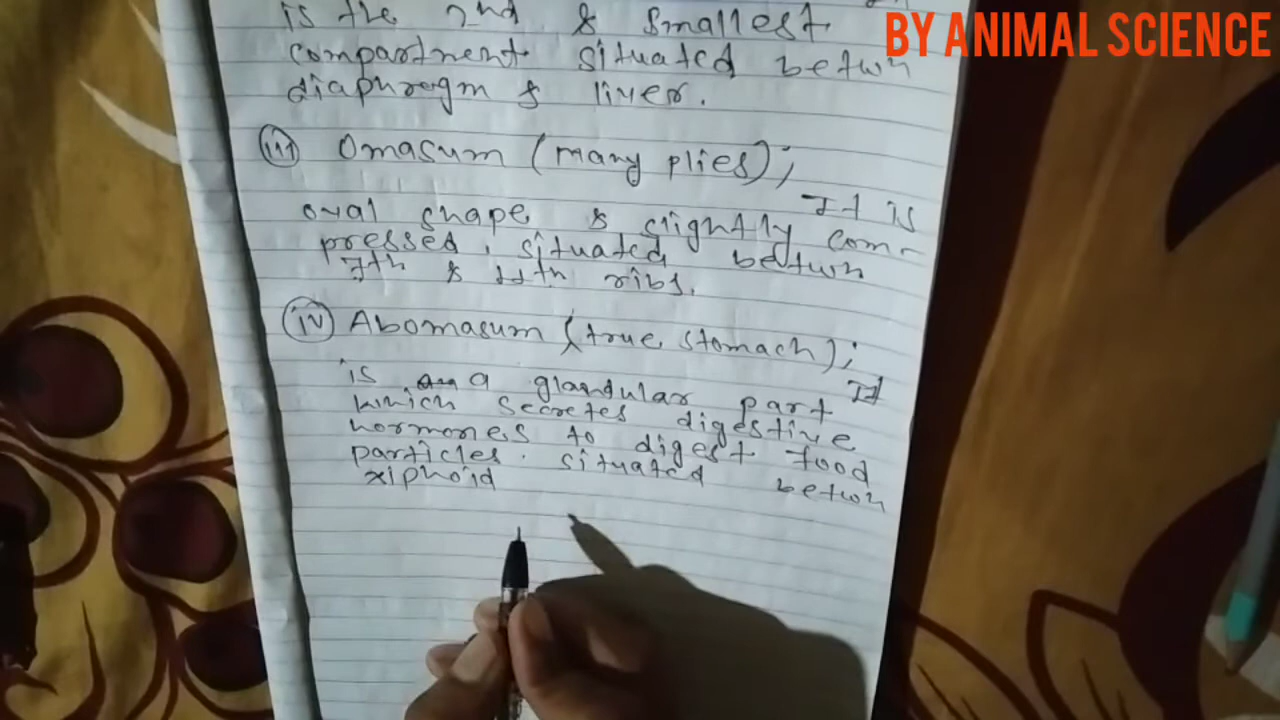 BY ANIMAL SCIENCE
is the 2nd & smallest
compartment situated betwn
diaphragm & liver.
(iii) Omasum (many plies);
It is
oval shape & slightly com-
presses, situated betwn
7th & 11th ribs.
(iv) Abomasum (true stomach);
It
is a glandular part
which secretes digestive
hormones to digest food
particles. situated betwn
xiphoid